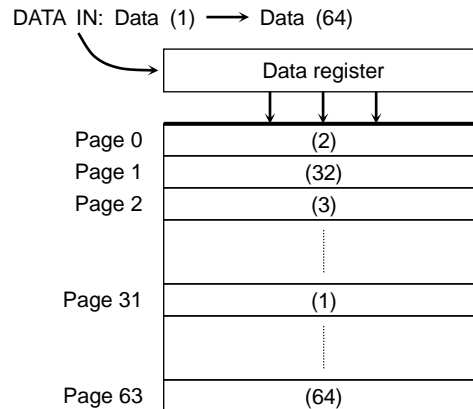 DATA IN: Data (1) → Data (64)
Data register
Page 0 (2)
Page 1 (32)
Page 2 (3)
Page 31 (1)
Page 63 (64)